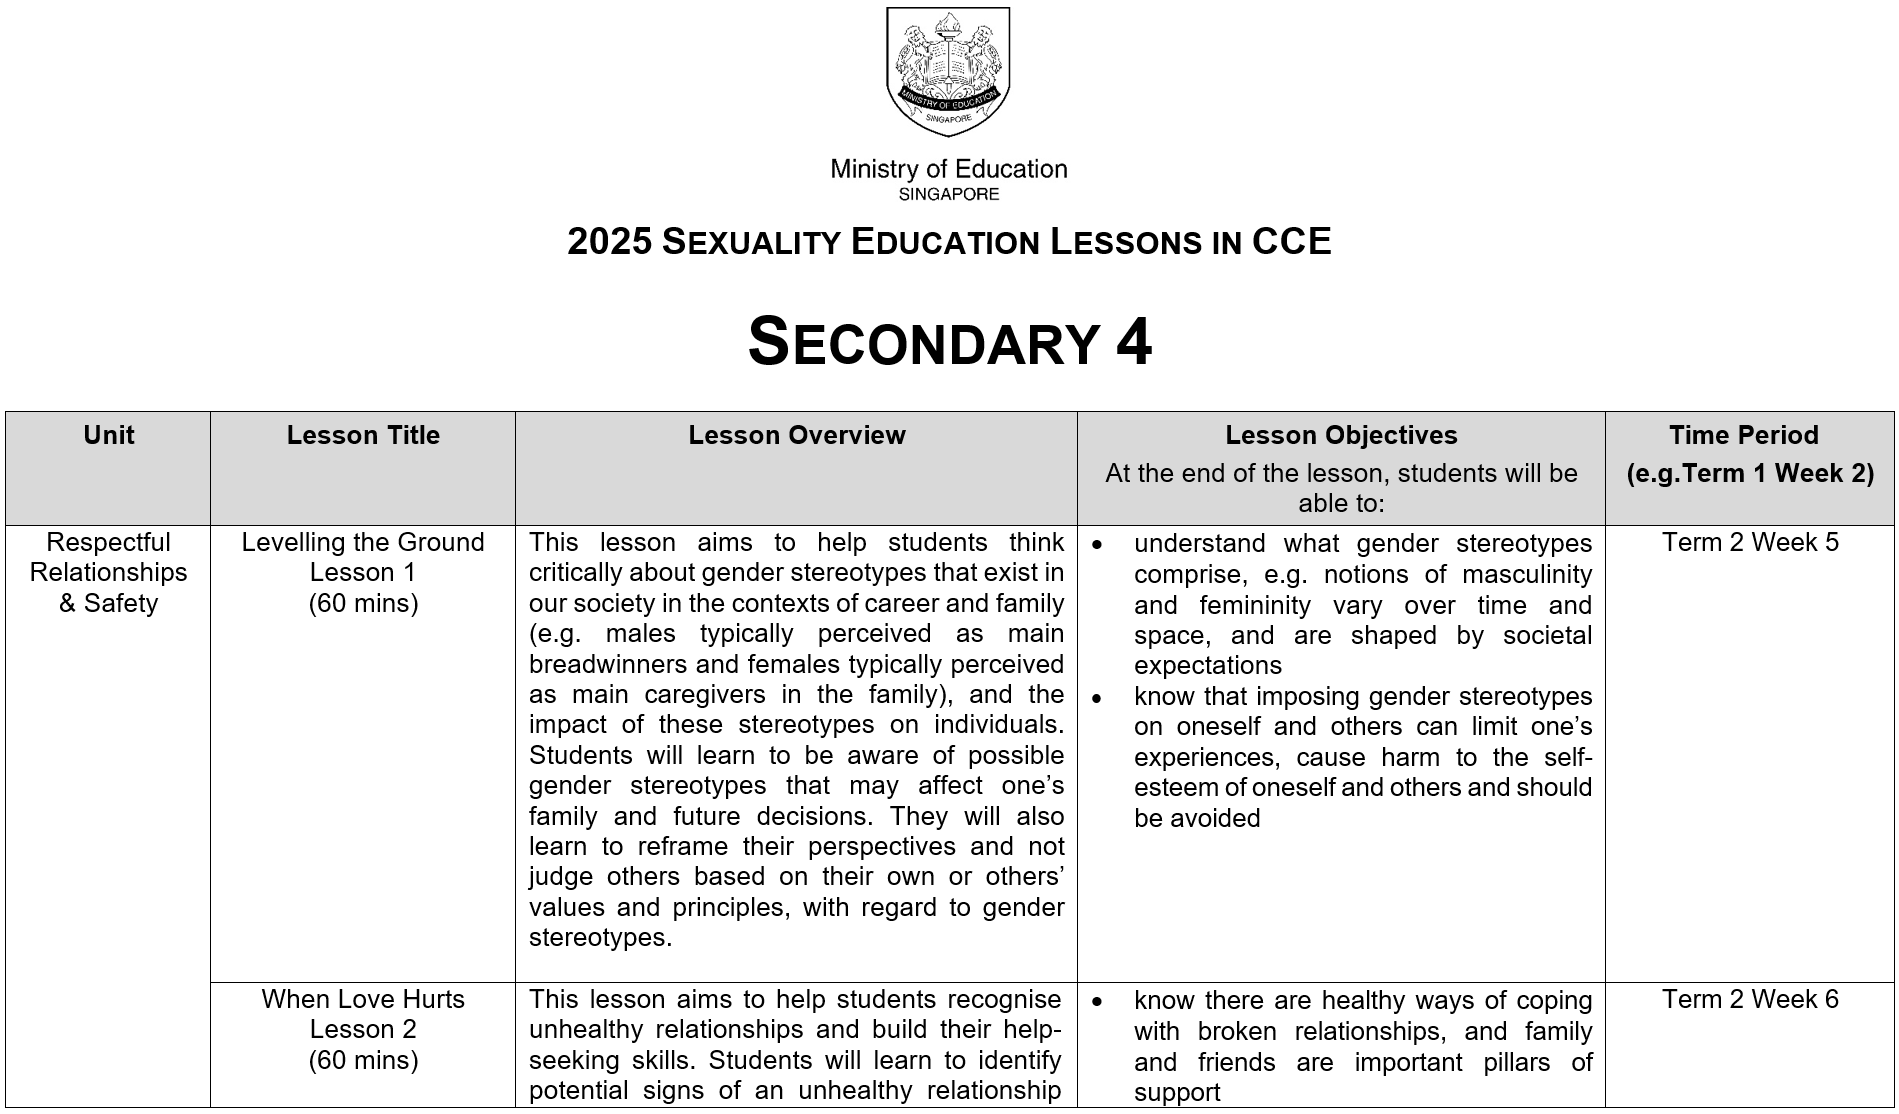 MINISTRY OF EDUCATION
SINGAPORE
Ministry of Education
SINGAPORE
2025 SEXUALITY EDUCATION LESSONS IN CCE
SECONDARY 4
Unit
Lesson Title
Lesson Overview
Lesson Objectives
At the end of the lesson, students will be
able to:
Time Period
(e.g.Term 1 Week 2)
Respectful
Relationships
& Safety
Levelling the Ground
Lesson 1
(60 mins)
This lesson aims to help students think
critically about gender stereotypes that exist in
our society in the contexts of career and family
(e.g. males typically perceived as main
breadwinners and females typically perceived
as main caregivers in the family), and the
impact of these stereotypes on individuals.
Students will learn to be aware of possible
gender stereotypes that may affect one’s
family and future decisions. They will also
learn to reframe their perspectives and not
judge others based on their own or others’
values and principles, with regard to gender
stereotypes.
• understand what gender stereotypes
comprise, e.g. notions of masculinity
and femininity vary over time and
space, and are shaped by societal
expectations
• know that imposing gender stereotypes
on oneself and others can limit one’s
experiences, cause harm to the self-
esteem of oneself and others and should
be avoided
Term 2 Week 5
When Love Hurts
Lesson 2
(60 mins)
This lesson aims to help students recognise
unhealthy relationships and build their help-
seeking skills. Students will learn to identify
potential signs of an unhealthy relationship
• know there are healthy ways of coping
with broken relationships, and family
and friends are important pillars of
support
Term 2 Week 6